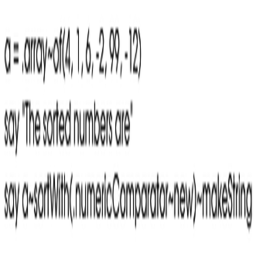 a = .array~of(4, 1, 6, -2, 99, -12)
say 'The sorted numbers are'
say a~sortWith(.numericComparator~new)~makeString